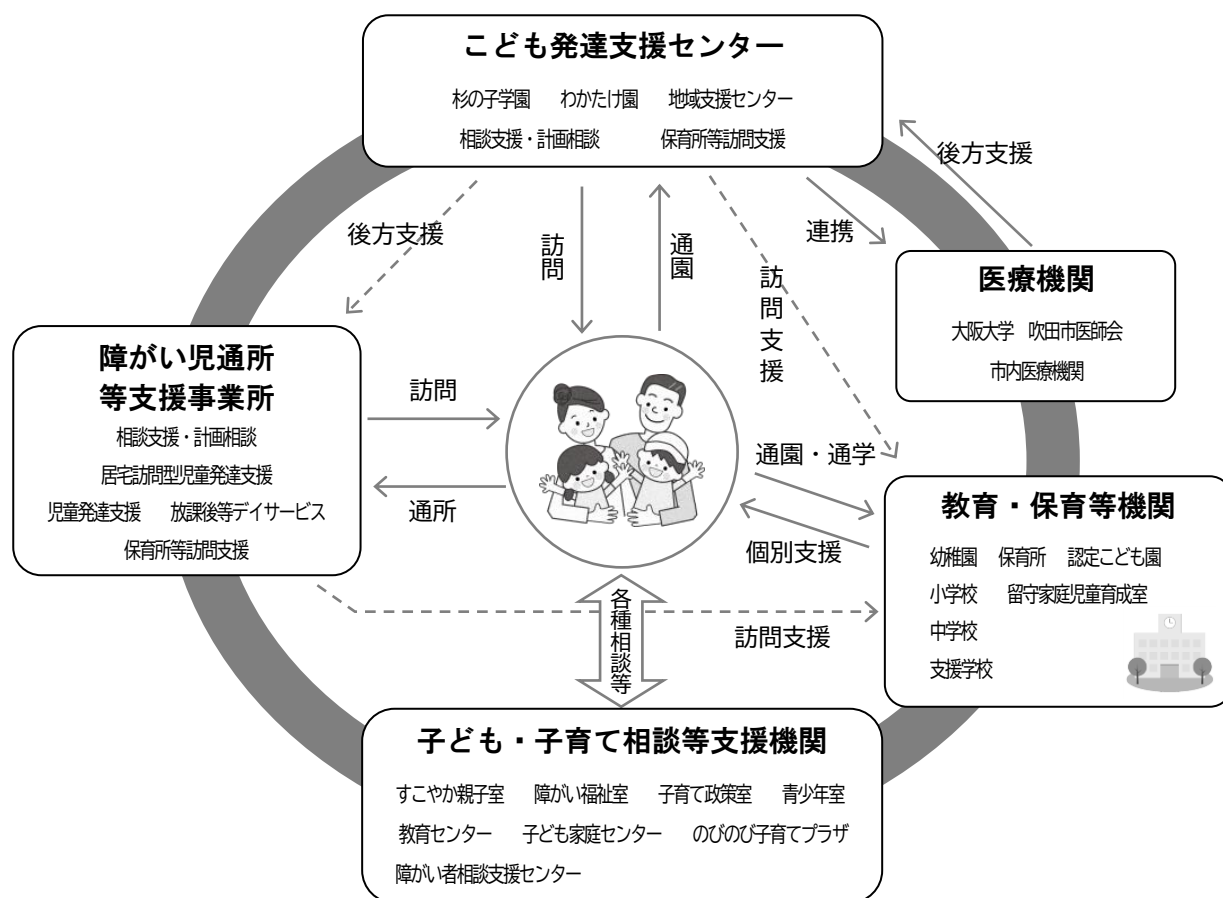 こども発達支援センター
杉の子学園 わかたけ園 地域支援センター
相談支援・計画相談 保育所等訪問支援
後方支援
後方支援
訪問
通園
訪問支援
連携
医療機関
大阪大学 吹田市医師会
市内医療機関
障がい児通所
等支援事業所
相談支援・計画相談
居宅訪問型児童発達支援
児童発達支援 放課後等デイサービス
保育所等訪問支援
訪問
通所
通園・通学
個別支援
教育・保育等機関
幼稚園 保育所 認定こども園
小学校 留守家庭児童育成室
中学校
支援学校
各種相談等
訪問支援
子ども・子育て相談等支援機関
すこやか親子室 障がい福祉室 子育て政策室 青少年室
教育センター 子ども家庭センター のびのび子育てプラザ
障がい者相談支援センター